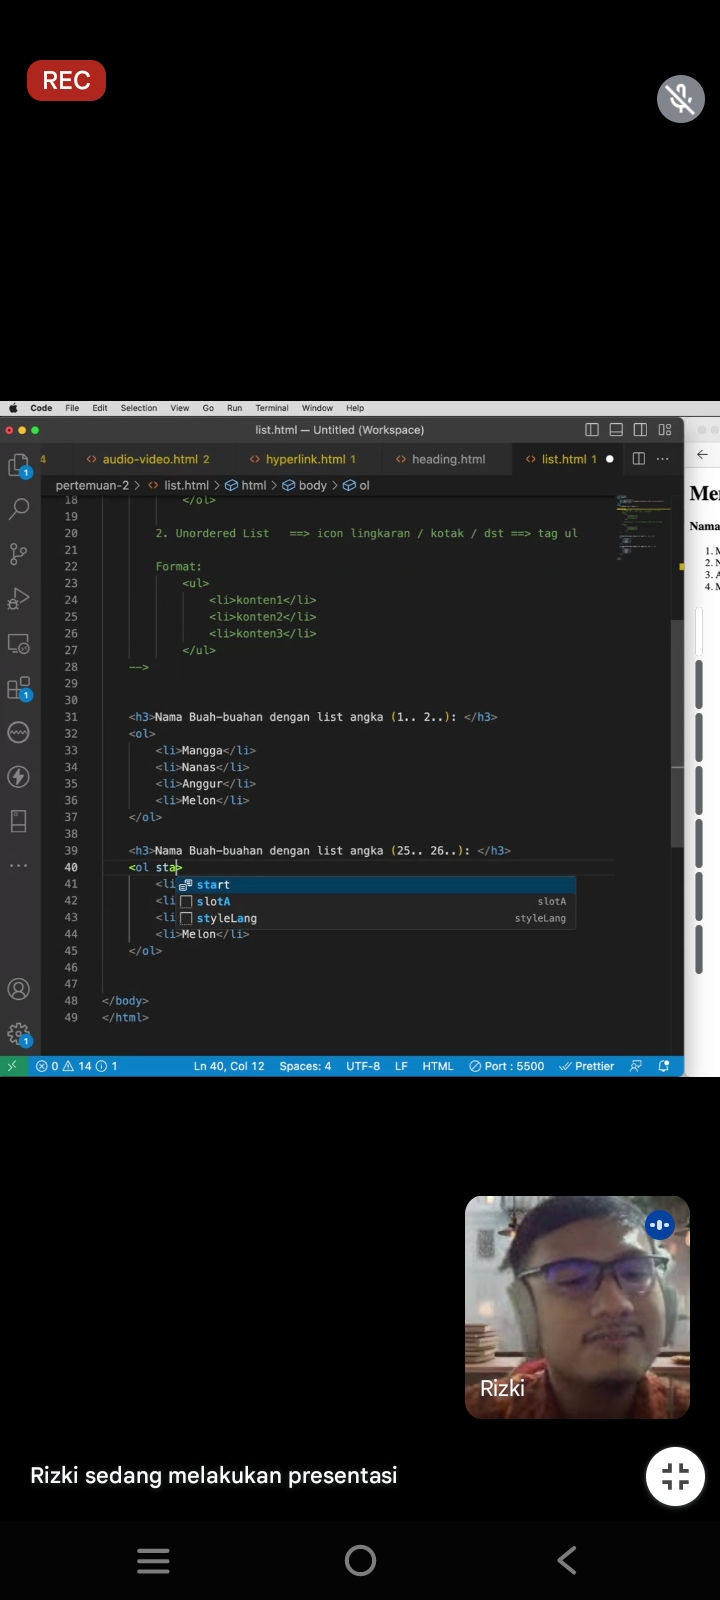 REC
Code File Edit Selection View Go Run Terminal Window Help
list.html — Untitled (Workspace)
4 <> audio-video.html 2 <> hyperlink.html 1 <> heading.html <> list.html 1
pertemuan-2 > <> list.html > html > body > ol
18 </ol>
19
20 2. Unordered List ==> icon lingkaran / kotak / dst ==> tag ul
21
22 Format:
23 <ul>
24 <li>konten1</li>
25 <li>konten2</li>
26 <li>konten3</li>
27 </ul>
28 -->
29
30
31 <h3>Nama Buah-buahan dengan list angka (1.. 2..): </h3>
32 <ol>
33 <li>Mangga</li>
34 <li>Nanas</li>
35 <li>Anggur</li>
36 <li>Melon</li>
37 </ol>
38
39 <h3>Nama Buah-buahan dengan list angka (25.. 26..): </h3>
40 <ol sta>
41 <li start
42 <li slotA slotA
43 <li styleLang styleLang
44 <li>Melon</li>
45 </ol>
46
47
48 </body>
49 </html>
1
1
1
0 14 1 Ln 40, Col 12 Spaces: 4 UTF-8 LF HTML Port : 5500 Prettier
Mer
Nama
1. M
2. N
3. A
4. M
Rizki
Rizki sedang melakukan presentasi